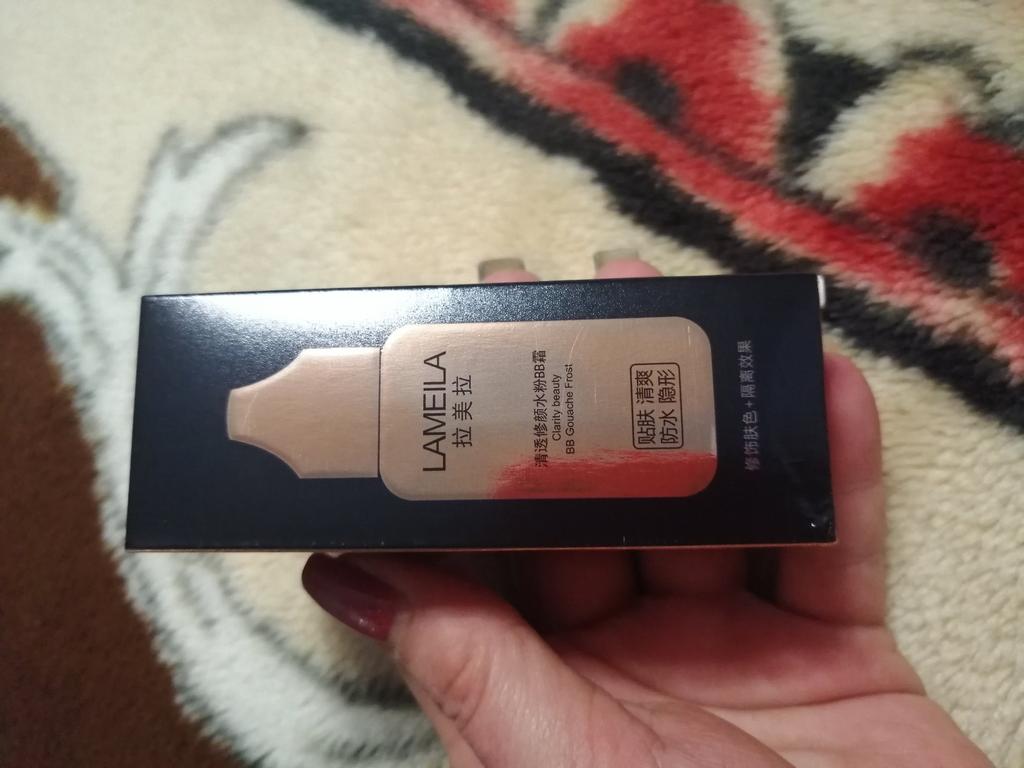 LAMEILA
拉美拉
清透修颜水粉BB霜
Clarity beauty
BB Gouache Frost
贴肤 清爽
防水 隐形
修饰肤色+隔离效果